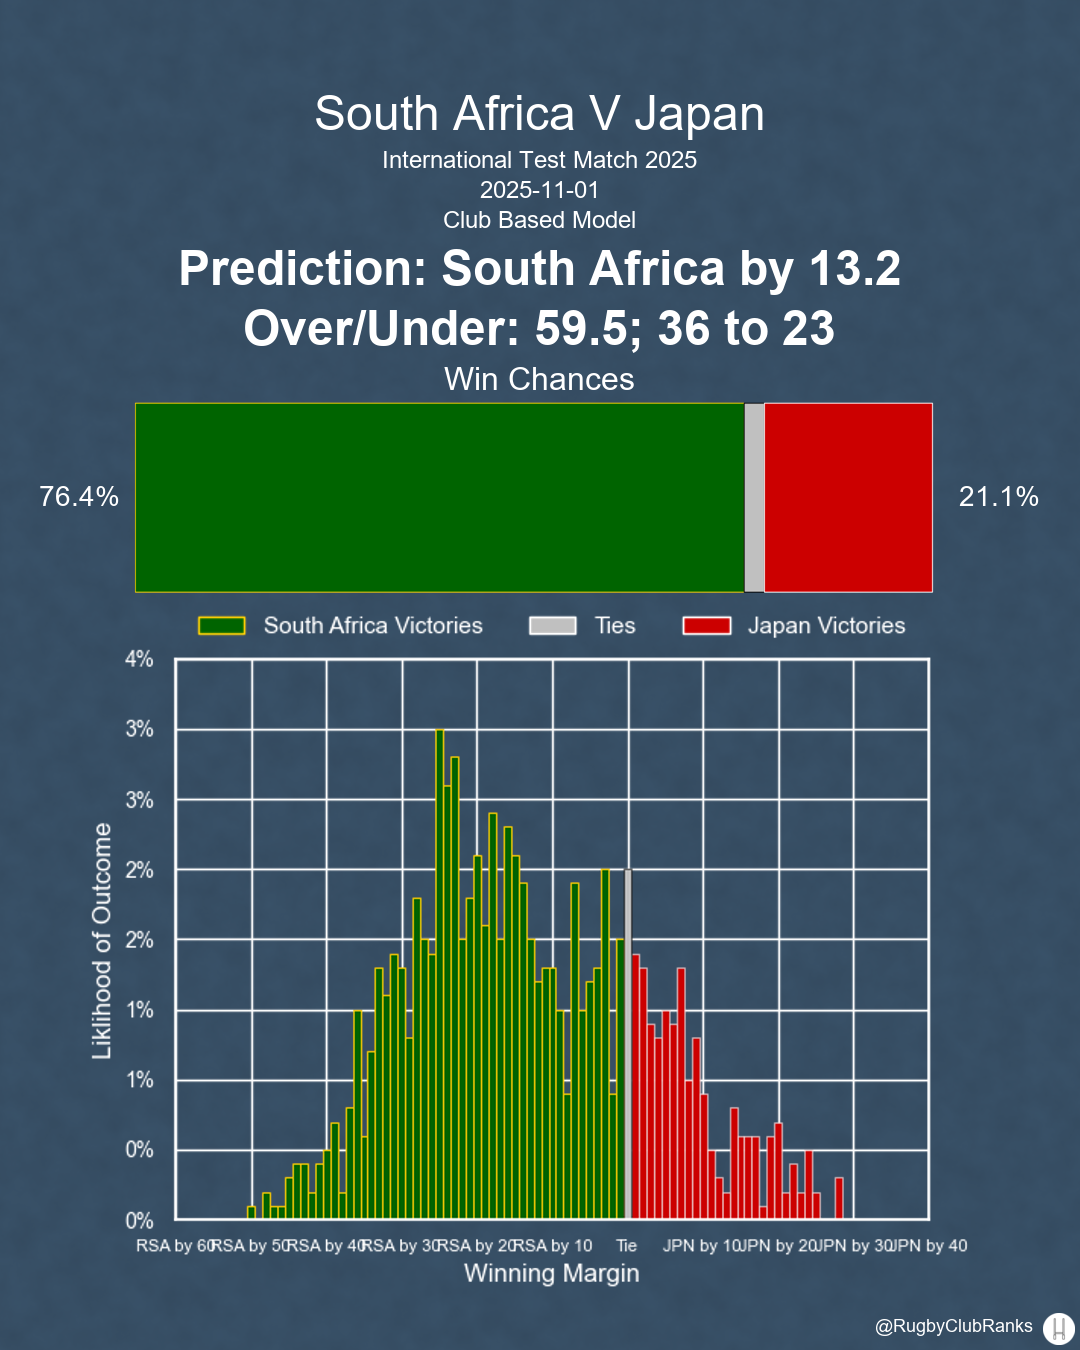 South Africa V Japan
International Test Match 2025
2025-11-01
Club Based Model
Prediction: South Africa by 13.2
Over/Under: 59.5; 36 to 23
Win Chances
76.4%
21.1%
South Africa Victories
Ties
Japan Victories
4%
3%
3%
2%
2%
1%
1%
0%
0%
Liklihood of Outcome
RSA by 60 RSA by 50 RSA by 40 RSA by 30 RSA by 20 RSA by 10 Tie JPN by 10 JPN by 20 JPN by 30 JPN by 40
Winning Margin
@RugbyClubRanks